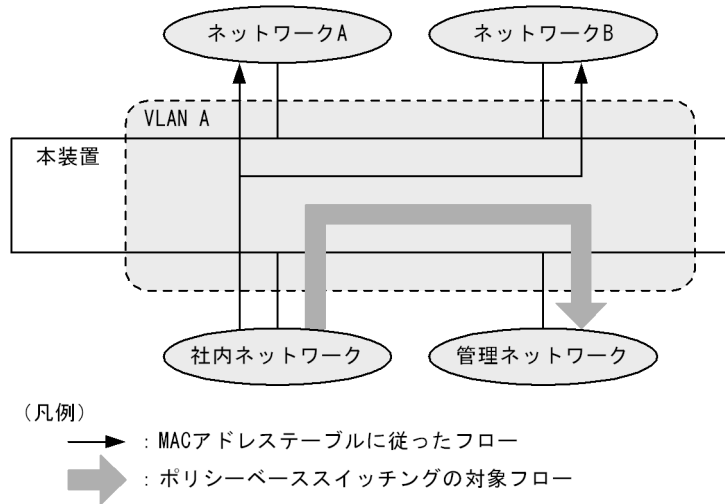 ネットワークA
ネットワークB
VLAN A
本装置
社内ネットワーク
管理ネットワーク
（凡例）
：MACアドレステーブルに従ったフロー
：ポリシーベーススイッチングの対象フロー